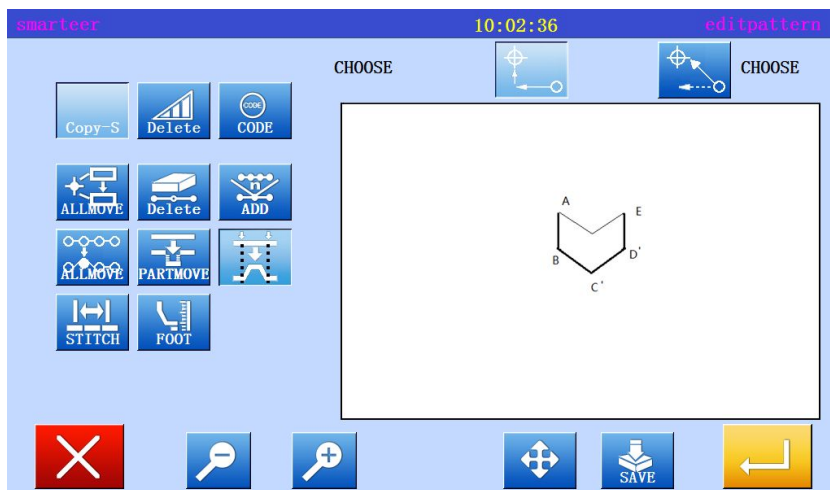 smarteer 10:02:36 editpattern
CHOOSE CHOOSE
Copy-S Delete CODE CODE
ALLMOVE Delete n ADD
ALLMOVE PARTMOVE
STITCH FOOT
A
E
B
D'
C'
SAVE